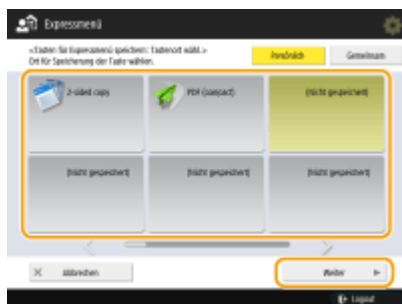 Expressmenü
<Tasten für Expressmenü speichern: Tastenort wähl.>
Ort für Speicherung der Taste wählen.
Persönlich
Gemeinsam
2-sided copy
PDF (compact)
(Nicht gespeichert)
(Nicht gespeichert)
(Nicht gespeichert)
(Nicht gespeichert)
Abbrechen
Weiter
Logout